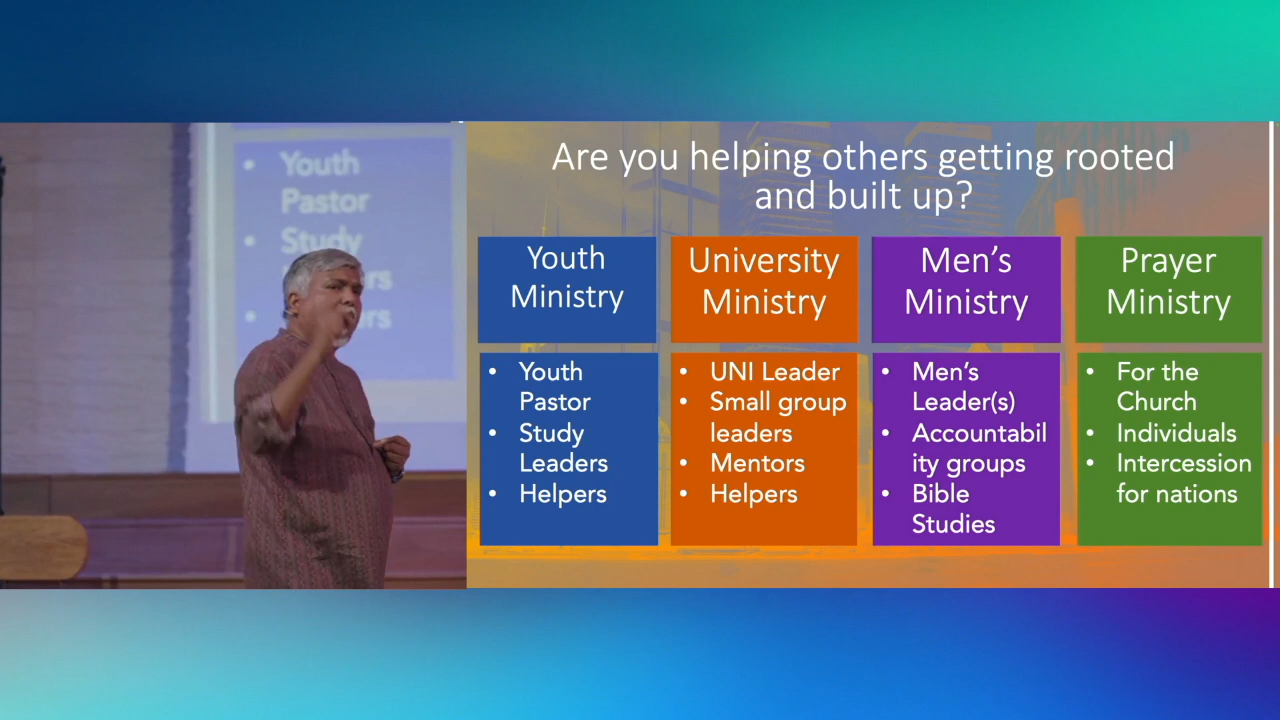 Youth
Pastor
Study
Are you helping others getting rooted
and built up?
Youth
Ministry
University
Ministry
Men's
Ministry
Prayer
Ministry
• Youth
Pastor
• Study
Leaders
• Helpers
• UNI Leader
• Small group
leaders
• Mentors
• Helpers
• Men's
Leader(s)
• Accountabil
ity groups
• Bible
Studies
• For the
Church
• Individuals
• Intercession
for nations